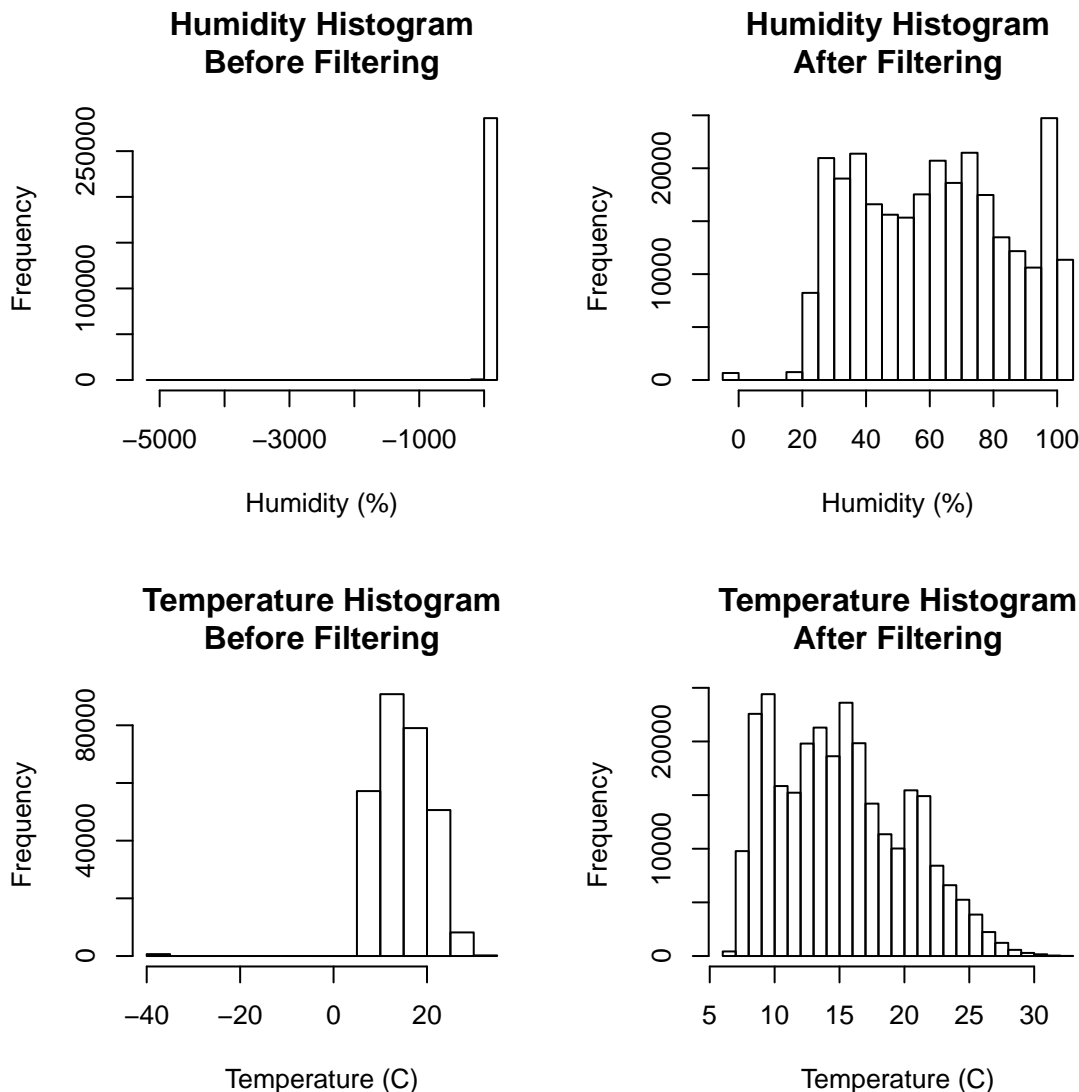 Humidity Histogram
Before Filtering
Frequency
0
100000
250000
−5000
−3000
−1000
Humidity (%)
Humidity Histogram
After Filtering
Frequency
0
10000
20000
0
20
40
60
80
100
Humidity (%)
Temperature Histogram
Before Filtering
Frequency
0
40000
80000
−40
−20
0
20
Temperature (C)
Temperature Histogram
After Filtering
Frequency
0
10000
20000
5
10
15
20
25
30
Temperature (C)